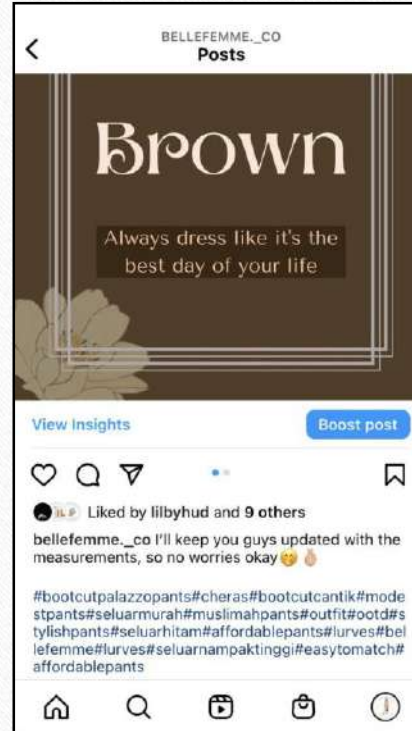 BELLEFEMME._CO
Posts
Brown
Always dress like it's the
best day of your life
View Insights
Boost post
Liked by lilbyhud and 9 others
bellefemme._co I'll keep you guys updated with the
measurements, so no worries okay🤭🫰🏻
#bootcutpalazzopants#cheras#bootcutcantik#mode
stpants#seluarmurah#muslimahpants#outfit#ootd#s
tylishpants#seluarhitam#affordablepants#lurves#bel
lefemme#lurves#seluarnampaktinggi#easytomatch#
affordablepants